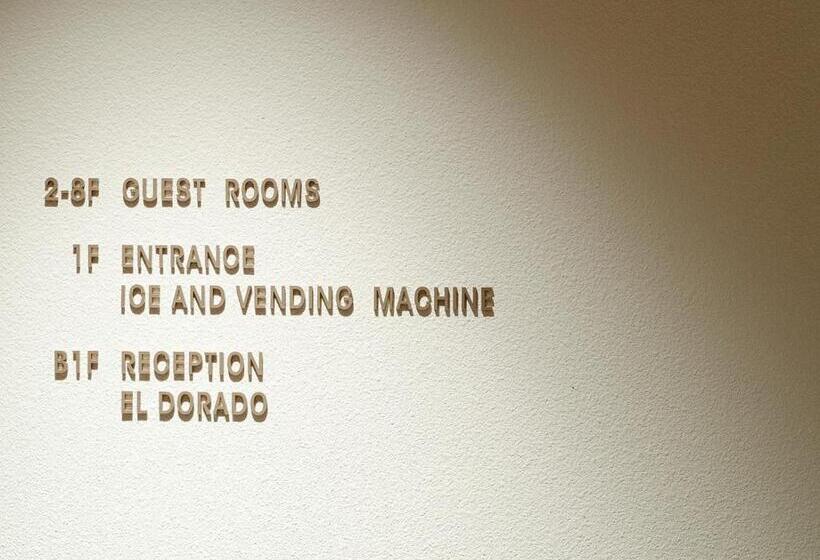 2-8F GUEST ROOMS
1F ENTRANCE
ICE AND VENDING MACHINE
B1F RECEPTION
EL DORADO